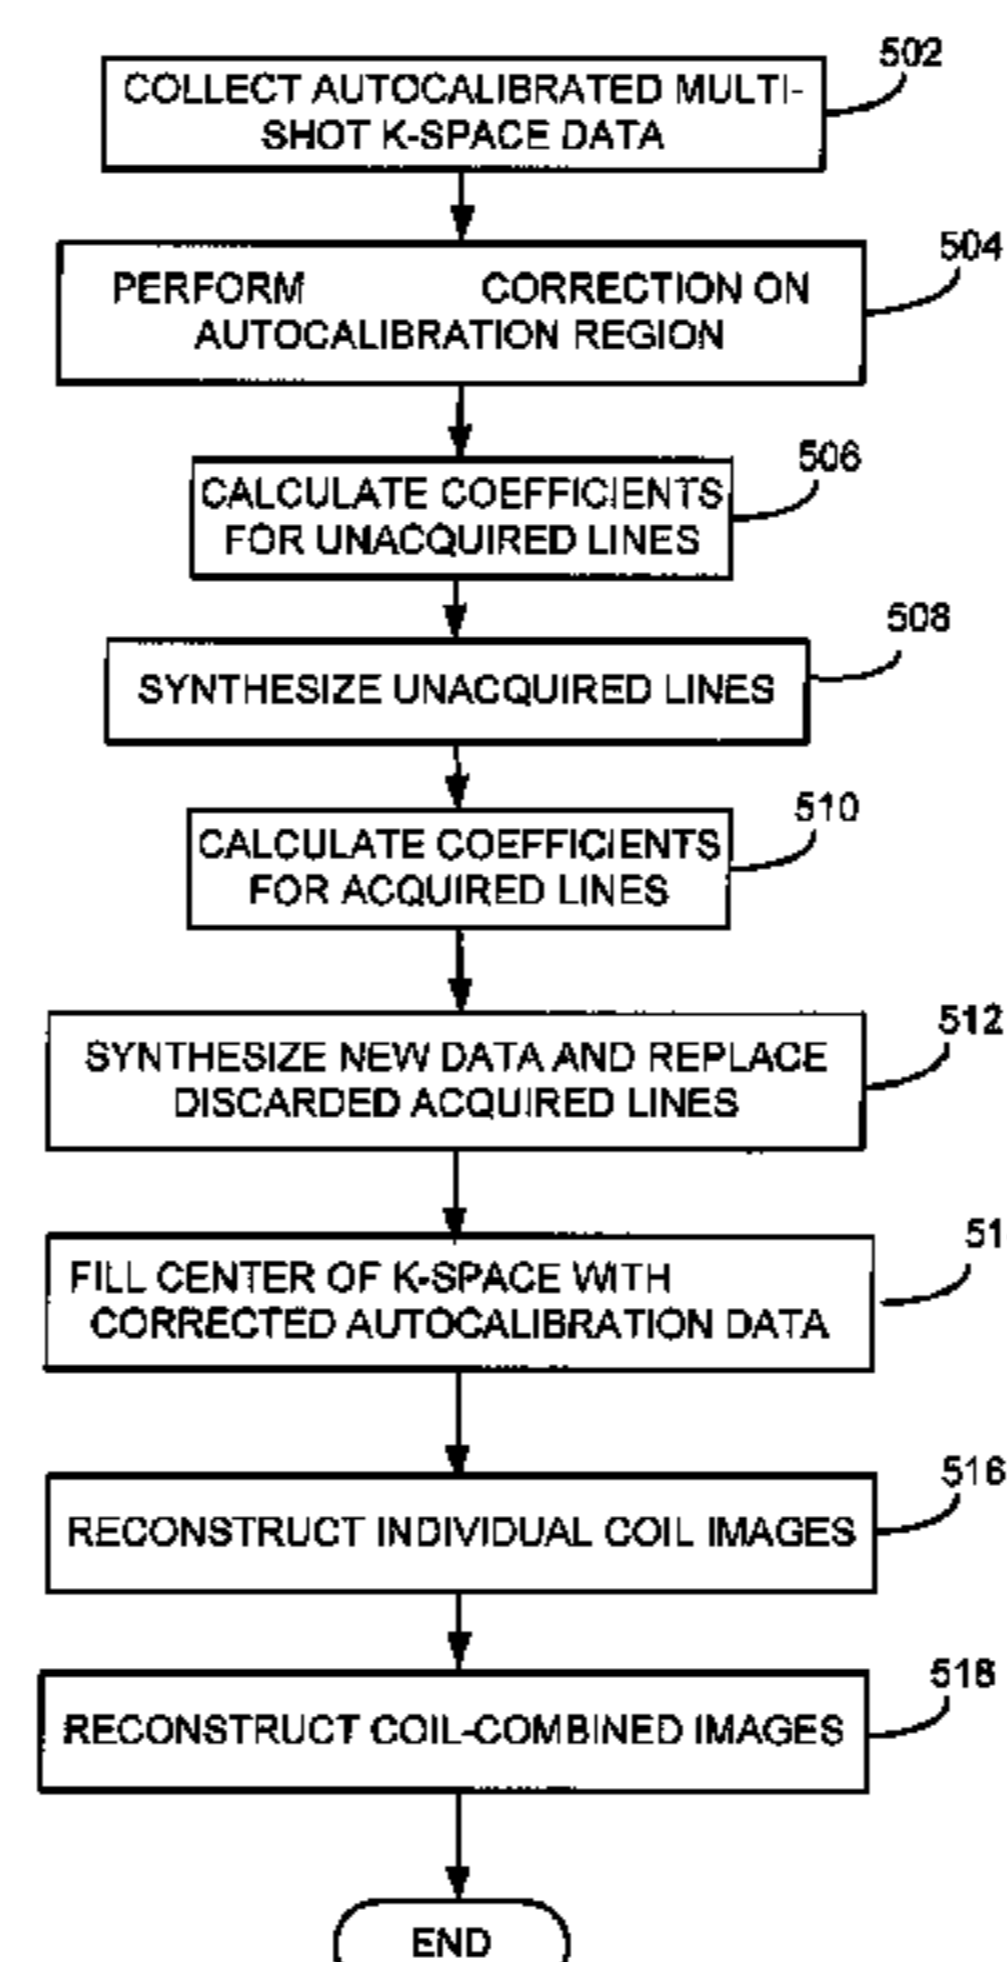 502
COLLECT AUTOCALIBRATED MULTI-
SHOT K-SPACE DATA
504
PERFORM CORRECTION ON
AUTOCALIBRATION REGION
506
CALCULATE COEFFICIENTS
FOR UNACQUIRED LINES
508
SYNTHESIZE UNACQUIRED LINES
510
CALCULATE COEFFICIENTS
FOR ACQUIRED LINES
512
SYNTHESIZE NEW DATA AND REPLACE
DISCARDED ACQUIRED LINES
51
FILL CENTER OF K-SPACE WITH
CORRECTED AUTOCALIBRATION DATA
516
RECONSTRUCT INDIVIDUAL COIL IMAGES
518
RECONSTRUCT COIL-COMBINED IMAGES
END